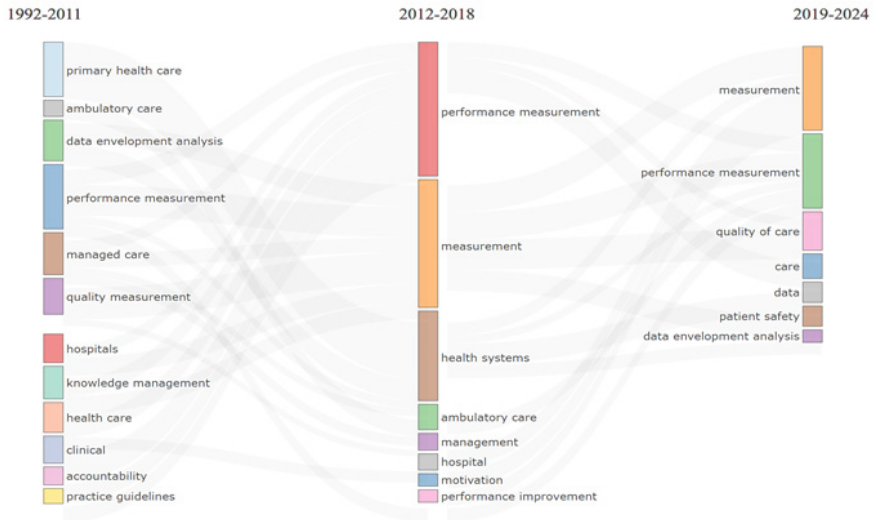 1992-2011
2012-2018
2019-2024
primary health care
ambulatory care
data envelopment analysis
performance measurement
managed care
quality measurement
hospitals
knowledge management
health care
clinical
accountability
practice guidelines
performance measurement
measurement
health systems
ambulatory care
management
hospital
motivation
performance improvement
measurement
performance measurement
quality of care
care
data
patient safety
data envelopment analysis